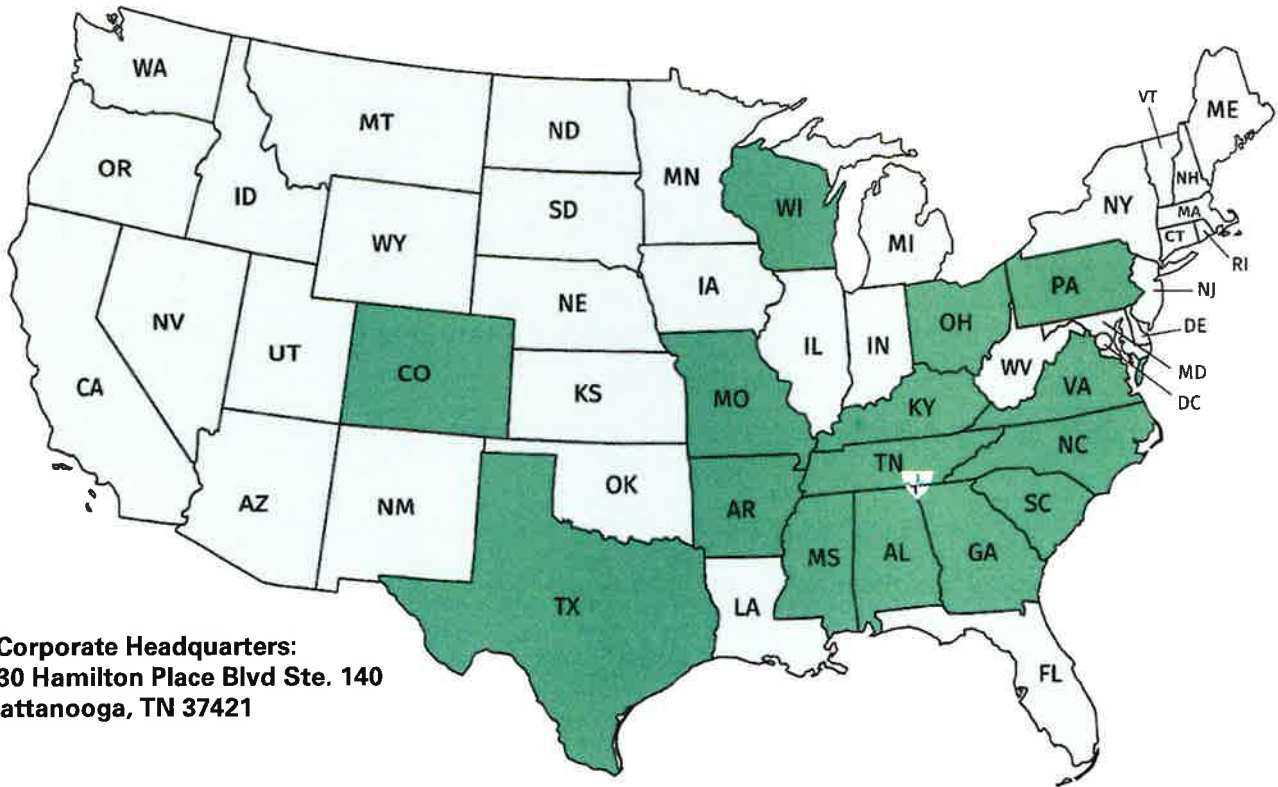 WA
MT
ND
MN
VT
ME
OR
ID
SD
WI
NH
WY
MI
NY
MA
CT
RI
IA
NE
PA
NJ
NV
UT
CO
IL
IN
OH
DE
CA
KS
MO
WV
MD
VA
DC
KY
NC
TN
AZ
NM
OK
AR
SC
MS
AL
GA
TX
LA
FL
Corporate Headquarters:
30 Hamilton Place Blvd Ste. 140
attanooga, TN 37421